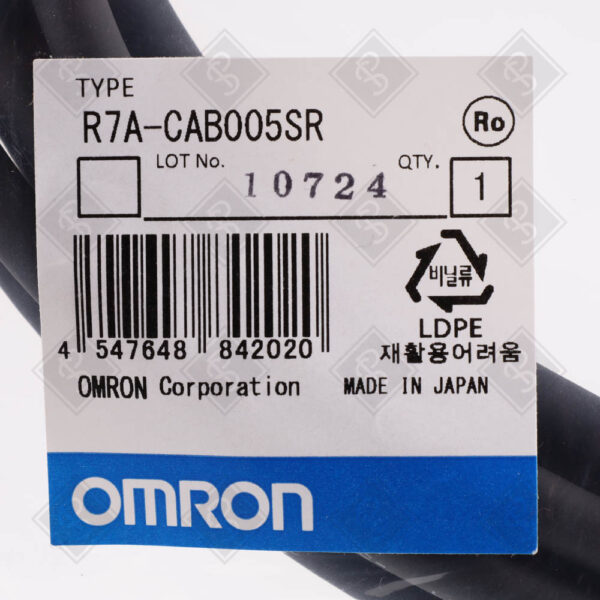 TYPE
R7A-CAB005SR
Ro
LOT No. 10724 QTY. 1
비닐류
LDPE
재활용어려움
4 547648 842020
OMRON Corporation MADE IN JAPAN
OMRON